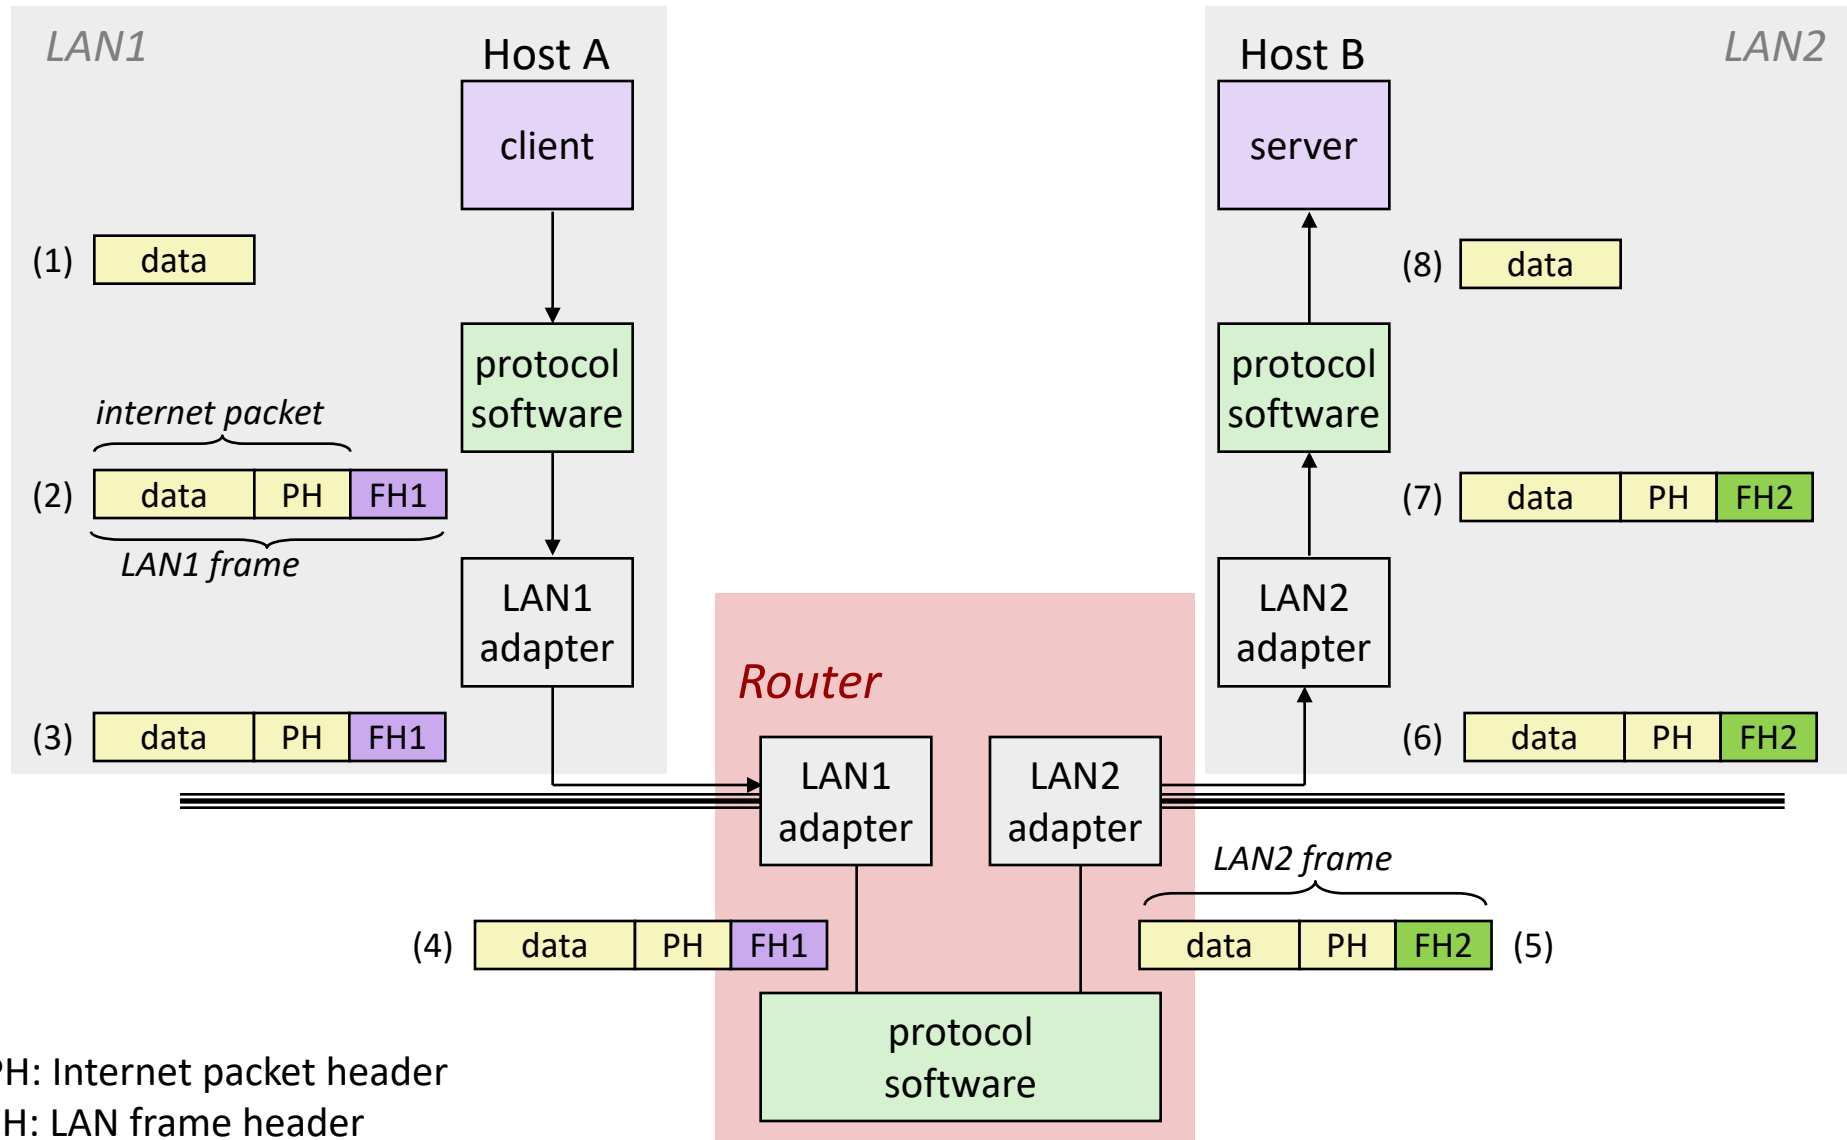 LAN1
Host A
Host B
LAN2
client
server
(1) data
(8) data
protocol
software
protocol
software
internet packet
(2) data PH FH1
(7) data PH FH2
LAN1 frame
LAN1
adapter
LAN2
adapter
Router
(3) data PH FH1
(6) data PH FH2
LAN1
adapter
LAN2
adapter
LAN2 frame
(4) data PH FH1
data PH FH2 (5)
protocol
software
PH: Internet packet header
H: LAN frame header